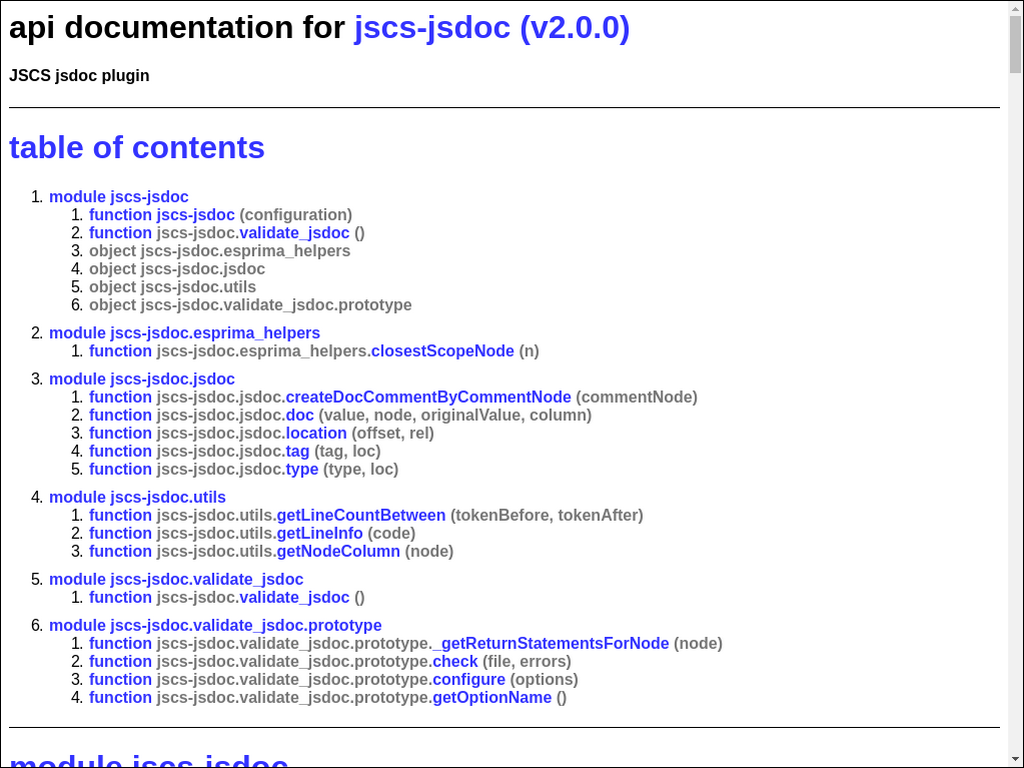 api documentation for jscs-jsdoc (v2.0.0)
JSCS jsdoc plugin
table of contents
1. module jscs-jsdoc
1. function jscs-jsdoc (configuration)
2. function jscs-jsdoc.validate_jsdoc ()
3. object jscs-jsdoc.esprima_helpers
4. object jscs-jsdoc.jsdoc
5. object jscs-jsdoc.utils
6. object jscs-jsdoc.validate_jsdoc.prototype
2. module jscs-jsdoc.esprima_helpers
1. function jscs-jsdoc.esprima_helpers.closestScopeNode (n)
3. module jscs-jsdoc.jsdoc
1. function jscs-jsdoc.jsdoc.createDocCommentByCommentNode (commentNode)
2. function jscs-jsdoc.jsdoc.doc (value, node, originalValue, column)
3. function jscs-jsdoc.jsdoc.location (offset, rel)
4. function jscs-jsdoc.jsdoc.tag (tag, loc)
5. function jscs-jsdoc.jsdoc.type (type, loc)
4. module jscs-jsdoc.utils
1. function jscs-jsdoc.utils.getLineCountBetween (tokenBefore, tokenAfter)
2. function jscs-jsdoc.utils.getLineInfo (code)
3. function jscs-jsdoc.utils.getNodeColumn (node)
5. module jscs-jsdoc.validate_jsdoc
1. function jscs-jsdoc.validate_jsdoc ()
6. module jscs-jsdoc.validate_jsdoc.prototype
1. function jscs-jsdoc.validate_jsdoc.prototype._getReturnStatementsForNode (node)
2. function jscs-jsdoc.validate_jsdoc.prototype.check (file, errors)
3. function jscs-jsdoc.validate_jsdoc.prototype.configure (options)
4. function jscs-jsdoc.validate_jsdoc.prototype.getOptionName ()
module jscs-jsdoc